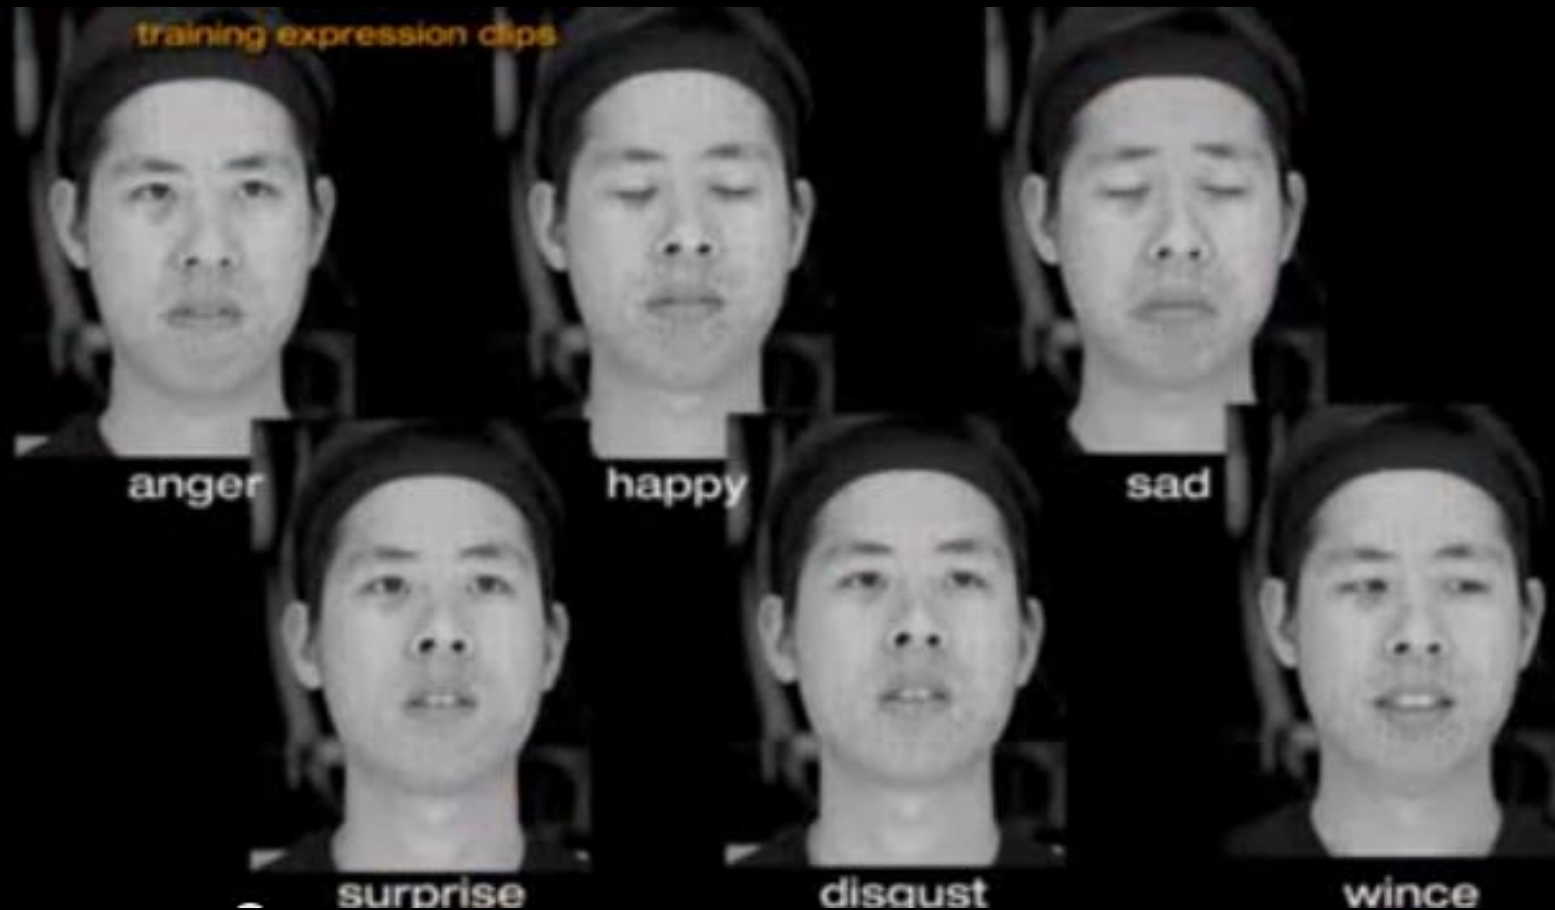 training expression clips
anger
happy
sad
surprise
disgust
wince